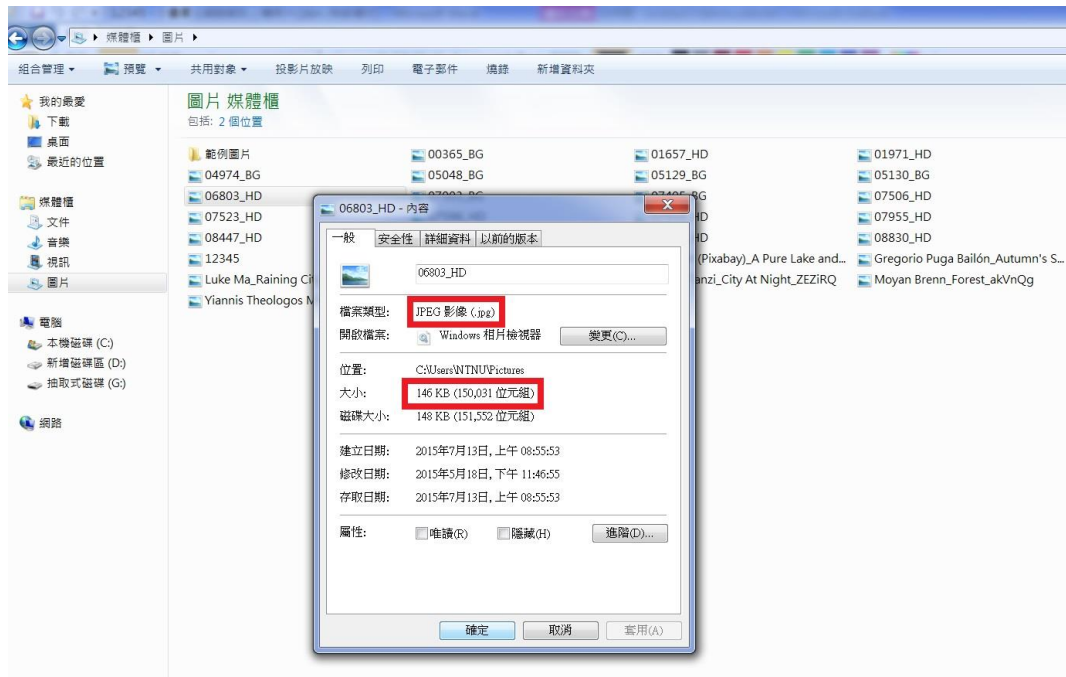 媒體櫃 圖片
組合管理 預覽 共用對象 投影片放映 列印 電子郵件 燒錄 新增資料夾
我的最愛
下載
桌面
最近的位置
媒體櫃
文件
音樂
視訊
圖片
電腦
本機磁碟 (C:)
新增磁碟區 (D:)
抽取式磁碟 (G:)
網路
圖片 媒體櫃
包括: 2 個位置
範例圖片 00365_BG 01657_HD 01971_HD
04974_BG 05048_BG 05129_BG 05130_BG
06803_HD 07506_HD
07523_HD 07955_HD
08447_HD 08830_HD
12345 (Pixabay)_A Pure Lake and... Gregorio Puga Bailón_Autumn's S...
Luke Ma_Raining Ci anzi_City At Night_ZEZiRQ Moyan Brenn_Forest_akVnQg
Yiannis Theologos M
06803_HD - 內容
一般 安全性 詳細資料 以前的版本
06803_HD
檔案類型: JPEG 影像 (.jpg)
開啟檔案: Windows 相片檢視器 變更(C)...
位置: C:\Users\NTNU\Pictures
大小: 146 KB (150,031 位元組)
磁碟大小: 148 KB (151,552 位元組)
建立日期: 2015年7月13日, 上午 08:55:53
修改日期: 2015年5月18日, 下午 11:46:55
存取日期: 2015年7月13日, 上午 08:55:53
屬性: 唯讀(R) 隱藏(H) 進階(D)...
確定 取消 套用(A)